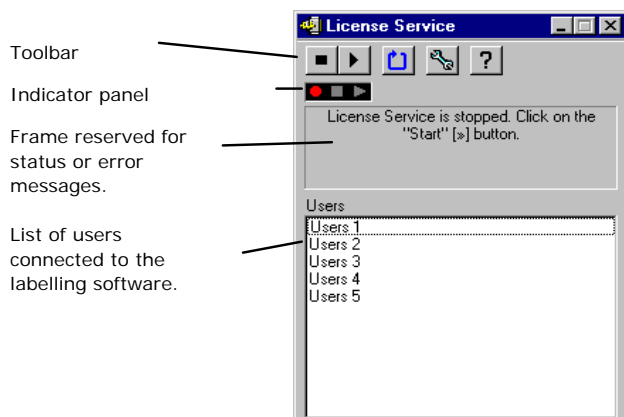 License Service
Toolbar
?
Indicator panel
License Service is stopped. Click on the
"Start" [»] button.
Frame reserved for
status or error
messages.
Users
List of users
connected to the
labelling software.
Users 1
Users 2
Users 3
Users 4
Users 5